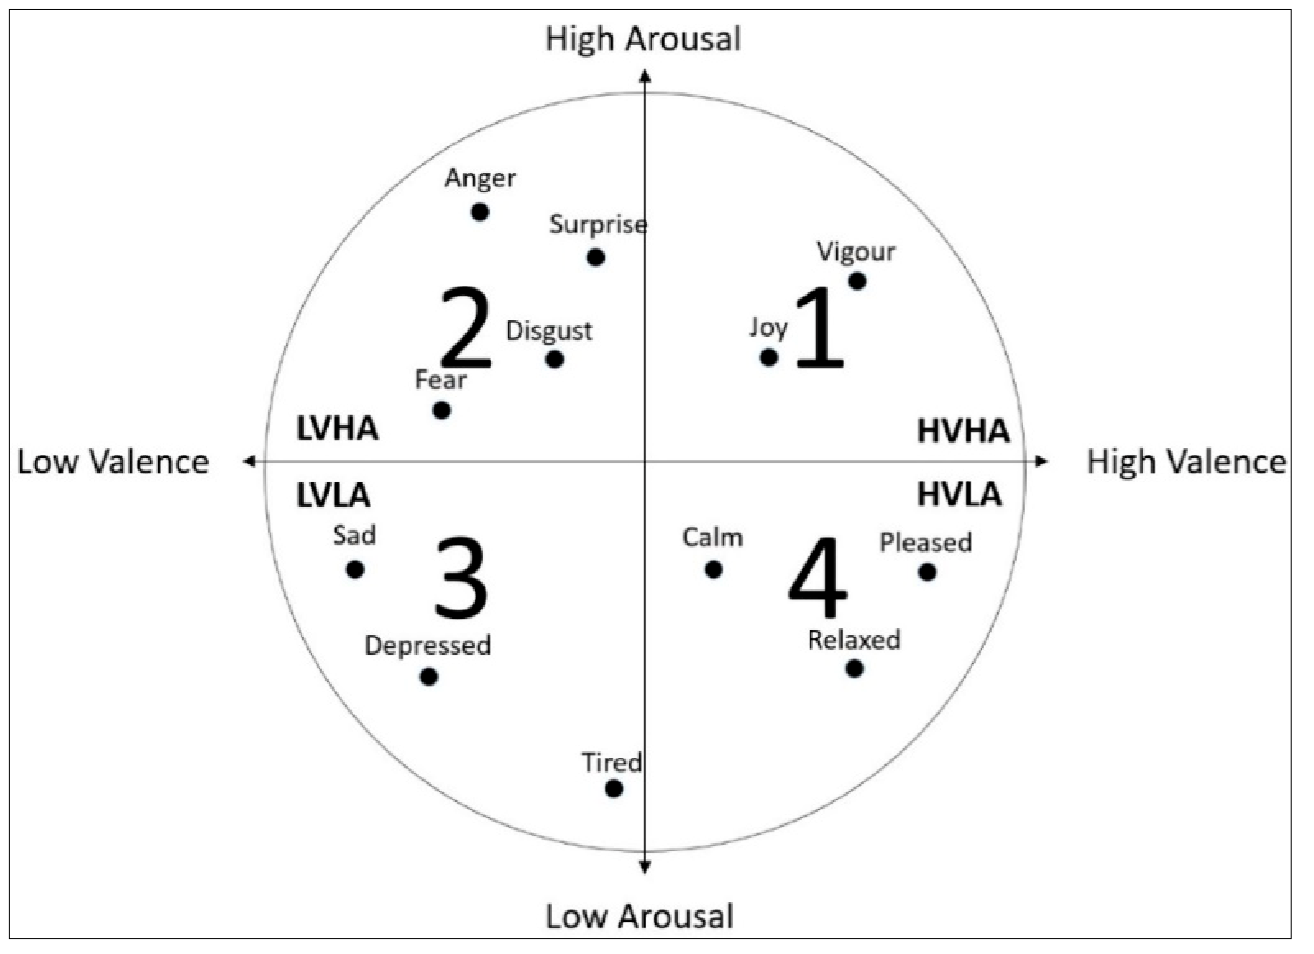 High Arousal
Anger
Surprise
Vigour
2
1
Disgust
Joy
Fear
LVHA
HVHA
Low Valence
High Valence
LVLA
HVLA
Sad
Calm
Pleased
3
4
Depressed
Relaxed
Tired
Low Arousal